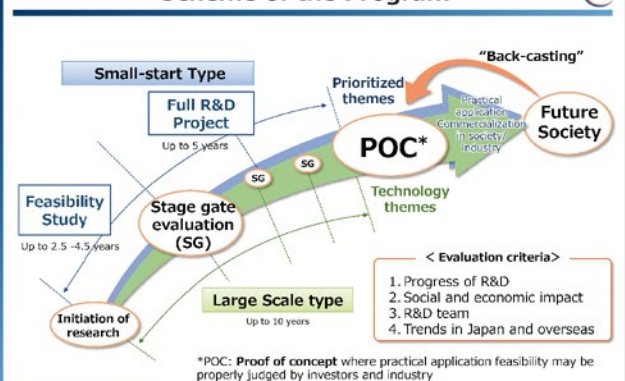 Scheme of the Program
"Back-casting"
Small-start Type
Prioritized
themes
Full R&D
Project
Up to 5 years
Practical
application
Commercialization
in society/
industry
Future
Society
POC*
SG
SG
Technology
themes
Feasibility
Study
Up to 2.5 -4.5 years
Stage gate
evaluation
(SG)
< Evaluation criteria>
1. Progress of R&D
2. Social and economic impact
3. R&D team
4. Trends in Japan and overseas
Large Scale type
Up to 10 years
Initiation of
research
*POC: Proof of concept where practical application feasibility may be
properly judged by investors and industry